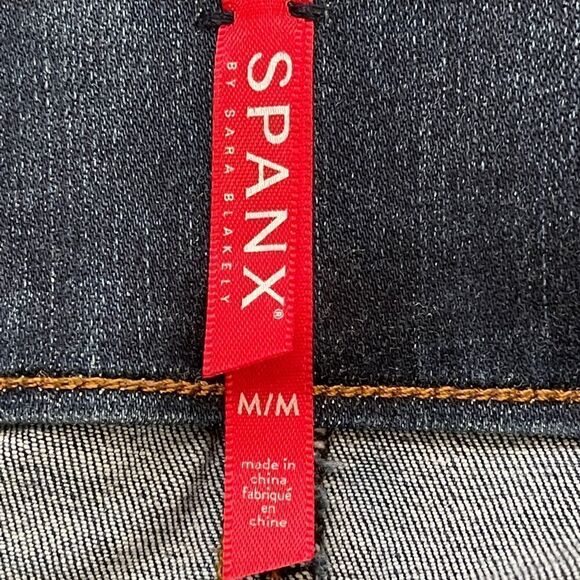 SPANX®
BY SARA BLAKELY
M/M
made in
china
fabriqué
en
chine